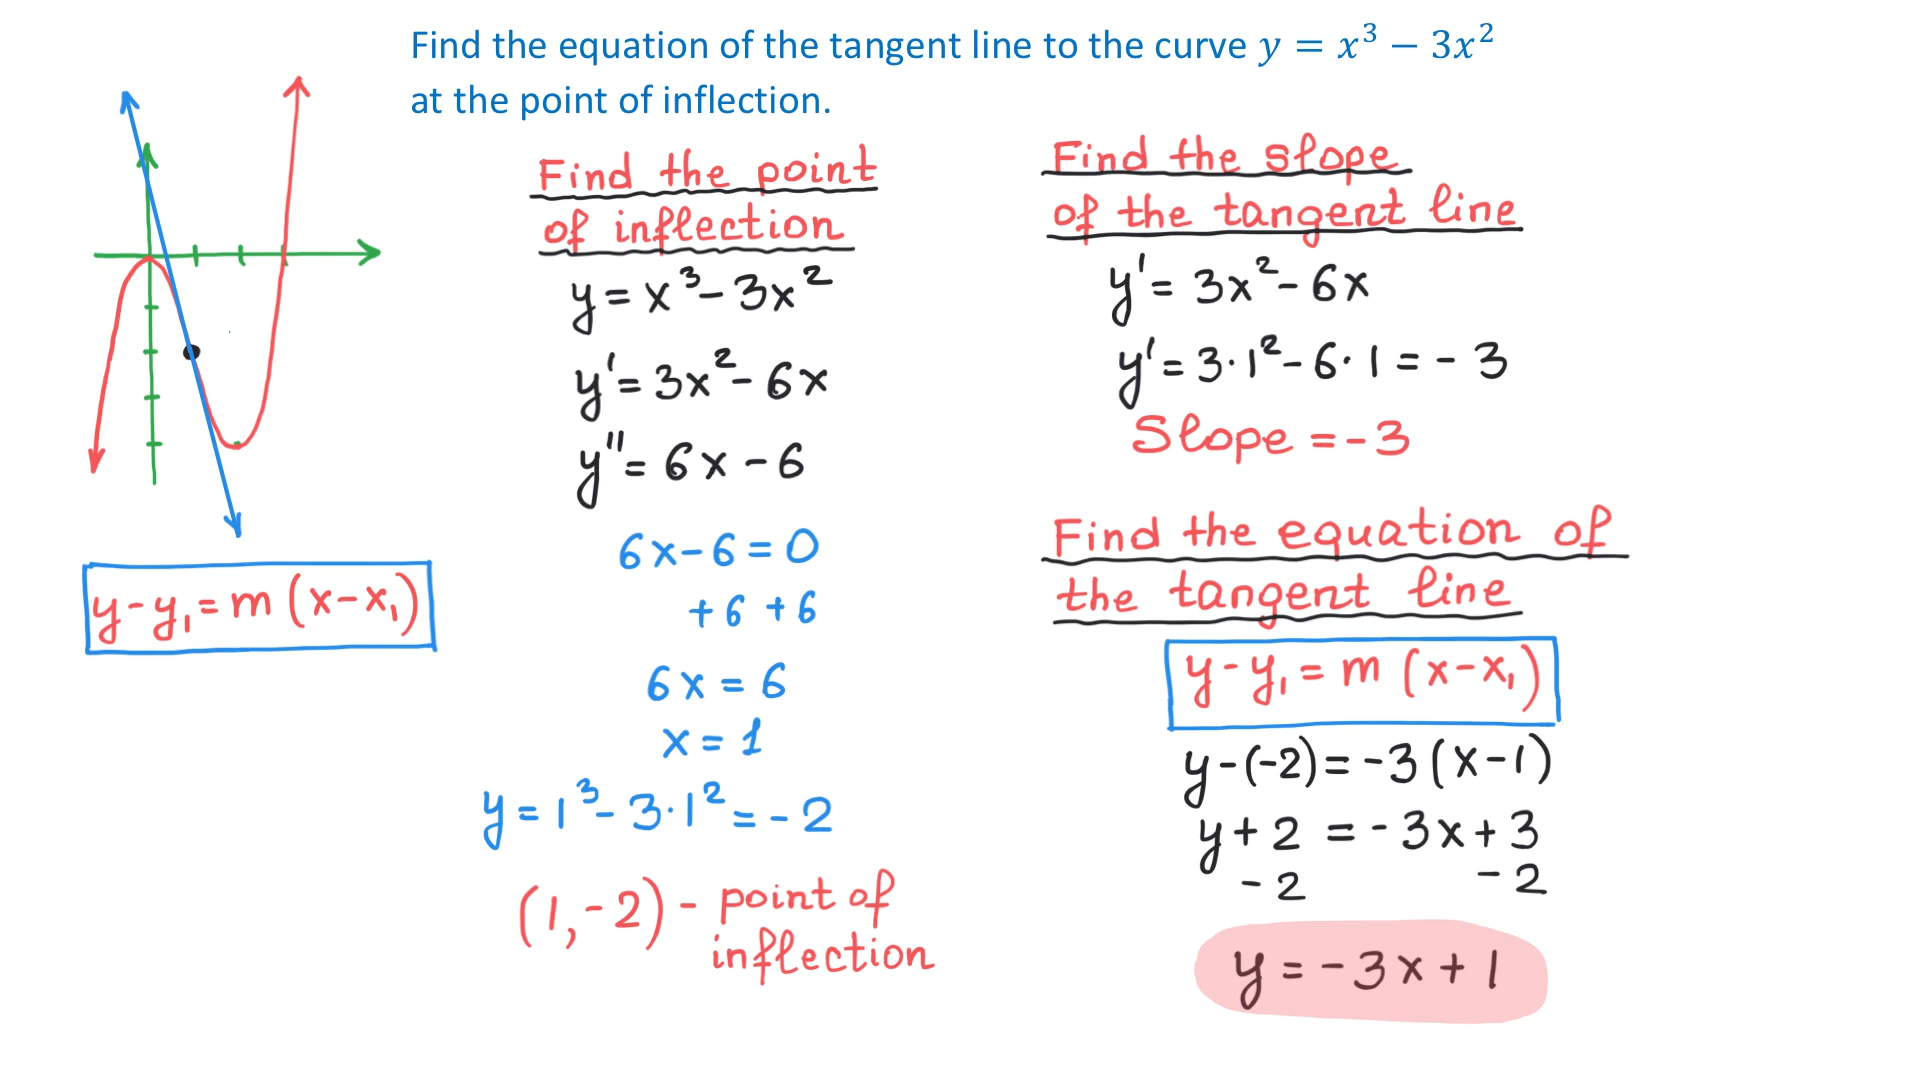 Find the equation of the tangent line to the curve y = x³ − 3x²
at the point of inflection.
y-y₁=m(x-x₁)
Find the point
of inflection
y=x³-3x²
y'=3x²-6x
y''=6x-6
6x-6=0
+6 +6
6x=6
x=1
y=1³-3·1²=-2
(1,-2)- point of
inflection
Find the slope
of the tangent line
y'=3x²-6x
y'=3·1²-6·1=-3
Slope=-3
Find the equation of
the tangent line
y-y₁=m(x-x₁)
y-(-2)=-3(x-1)
y+2=-3x+3
-2 -2
y=-3x+1